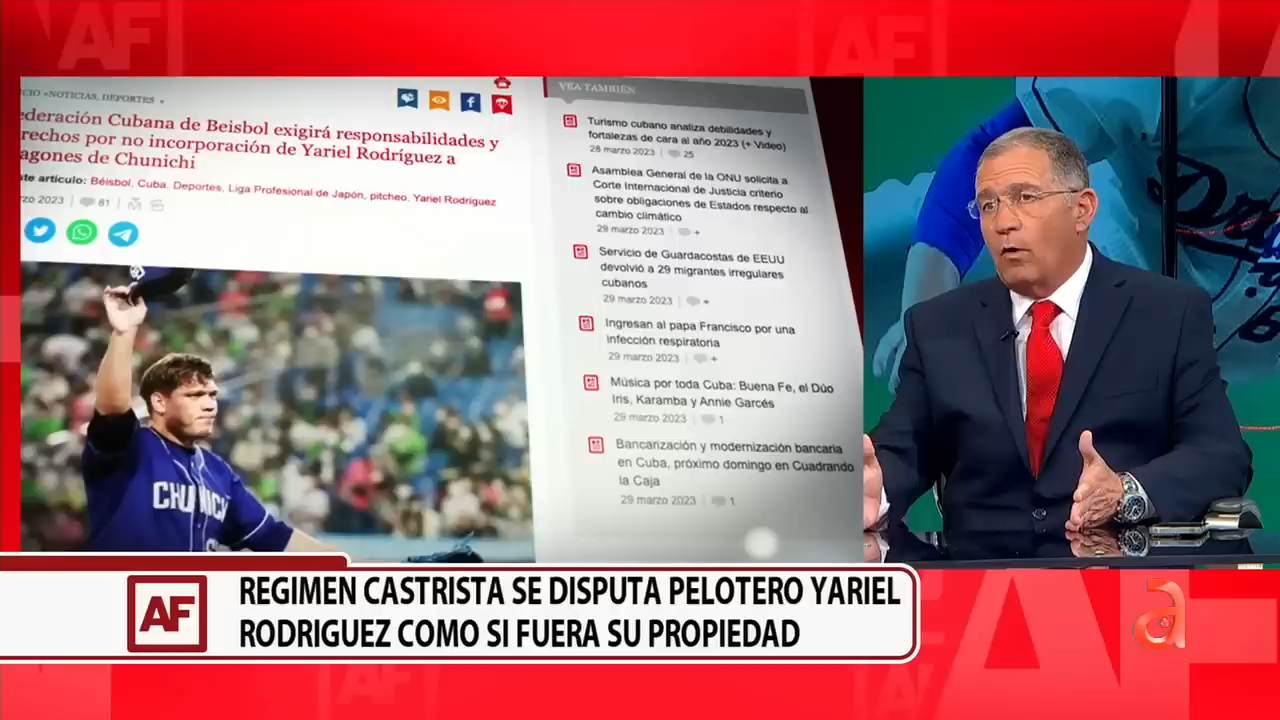 AF
AF
CIO »NOTICIAS, DEPORTES
ederación Cubana de Beisbol exigirá responsabilidades y
rechos por no incorporación de Yariel Rodríguez a
agones de Chunichi
te artículo: Béisbol, Cuba, Deportes, Liga Profesional de Japón, pitcheo, Yariel Rodríguez
rzo 2023 | 81
CHUNICHI
VEA TAMBIÉN
Turismo cubano analiza debilidades y
fortalezas de cara al año 2023 (+ Video)
28 marzo 2023 | 25
Asamblea General de la ONU solicita a
Corte Internacional de Justicia criterio
sobre obligaciones de Estados respecto al
cambio climático
29 marzo 2023 | +
Servicio de Guardacostas de EEUU
devolvió a 29 migrantes irregulares
cubanos
29 marzo 2023 | +
Ingresan al papa Francisco por una
infección respiratoria
29 marzo 2023 | +
Música por toda Cuba: Buena Fe, el Dúo
Iris, Karamba y Annie Garcés
29 marzo 2023 | 1
Bancarización y modernización bancaria
en Cuba, próximo domingo en Cuadrando
la Caja
29 marzo 2023 | 1
AF
REGIMEN CASTRISTA SE DISPUTA PELOTERO YARIEL
RODRIGUEZ COMO SI FUERA SU PROPIEDAD
a
AF
AF